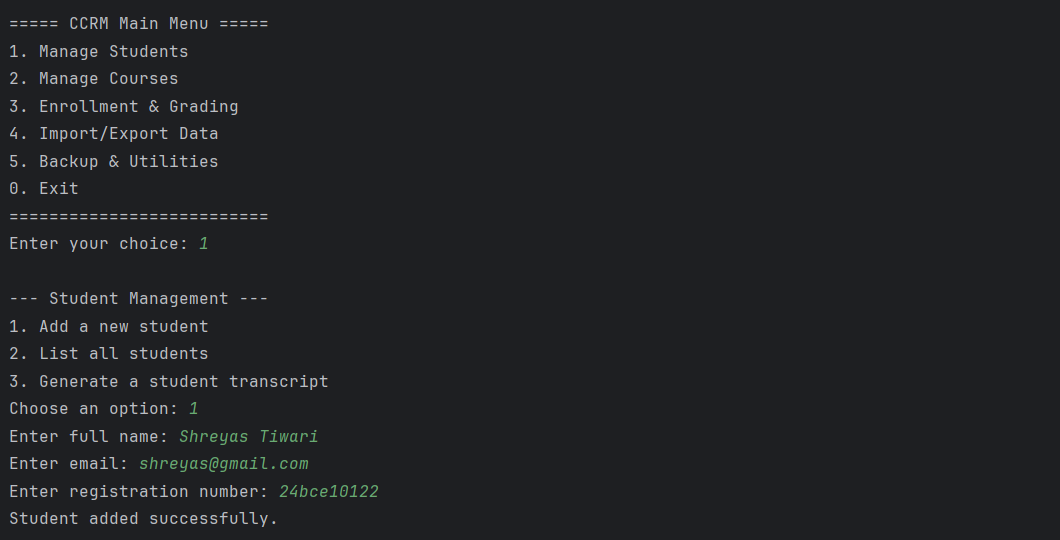 ===== CCRM Main Menu =====
1. Manage Students
2. Manage Courses
3. Enrollment & Grading
4. Import/Export Data
5. Backup & Utilities
0. Exit
==========================
Enter your choice: 1
--- Student Management ---
1. Add a new student
2. List all students
3. Generate a student transcript
Choose an option: 1
Enter full name: Shreyas Tiwari
Enter email: shreyas@gmail.com
Enter registration number: 24bce10122
Student added successfully.